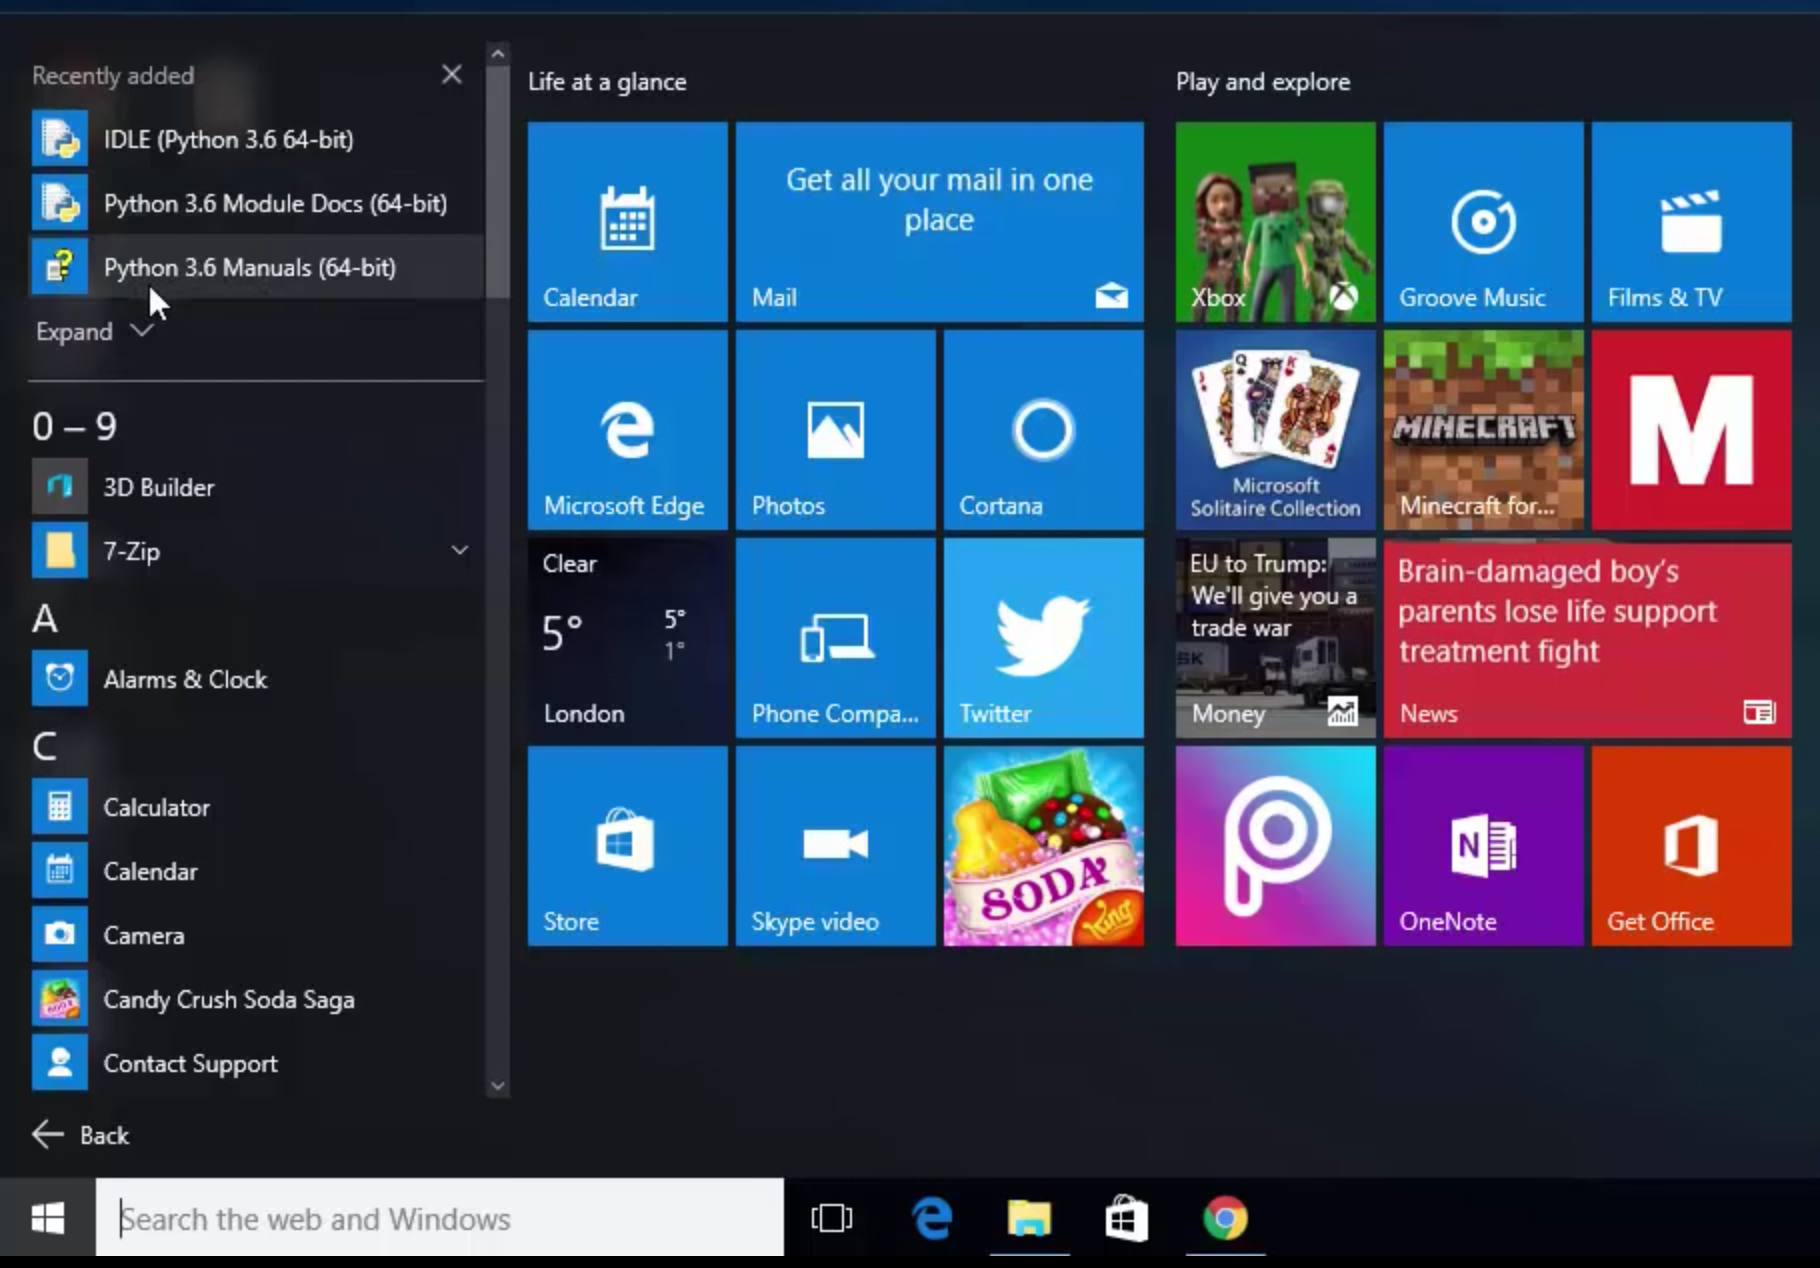 Recently added
IDLE (Python 3.6 64-bit)
Python 3.6 Module Docs (64-bit)
Python 3.6 Manuals (64-bit)
Expand
0 – 9
3D Builder
7-Zip
A
Alarms & Clock
C
Calculator
Calendar
Camera
Candy Crush Soda Saga
Contact Support
Back
Life at a glance
Calendar
Get all your mail in one
place
Mail
Microsoft Edge
Photos
Cortana
Clear
5°
5°
1°
London
Phone Compa...
Twitter
Store
Skype video
SODA
King
Play and explore
Xbox
Groove Music
Films & TV
J Q K
Microsoft
Solitaire Collection
K
MINECRAFT
Minecraft for...
M
EU to Trump:
We'll give you a
trade war
SK
Money
Brain-damaged boy's
parents lose life support
treatment fight
News
P
N
OneNote
Get Office
Search the web and Windows